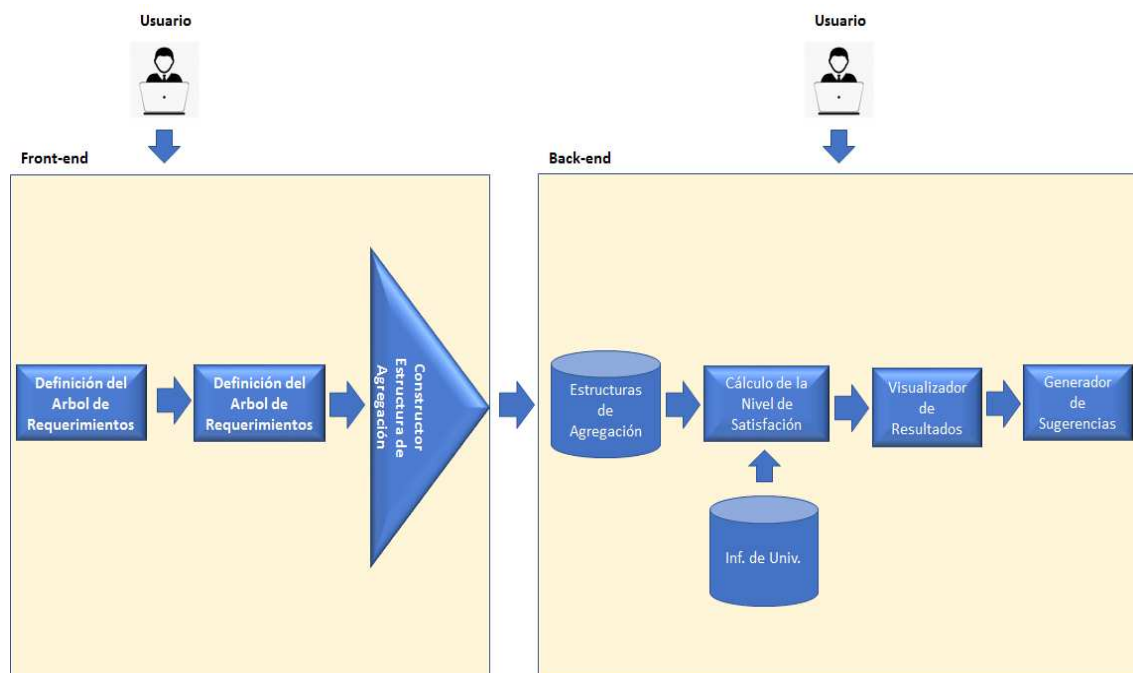 Usuario
Usuario
Front-end
Back-end
Definición del
Arbol de
Requerimientos
Definición del
Arbol de
Requerimientos
Constructor
Estructura de
Agregación
Estructuras
de
Agregación
Cálculo de la
Nivel de
Satisfación
Visualizador
de
Resultados
Generador
de
Sugerencias
Inf. de Univ.